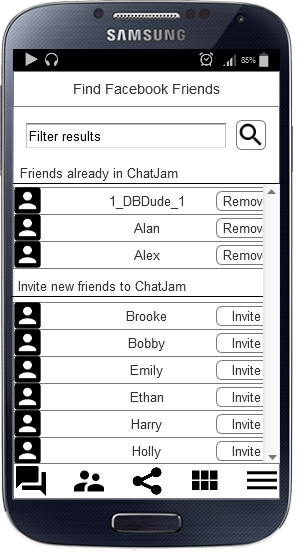 SAMSUNG
85%
Find Facebook Friends
Filter results
Friends already in ChatJam
1_DBDude_1 Remov
Alan Remov
Alex Remov
Invite new friends to ChatJam
Brooke Invite
Bobby Invite
Emily Invite
Ethan Invite
Harry Invite
Holly Invite